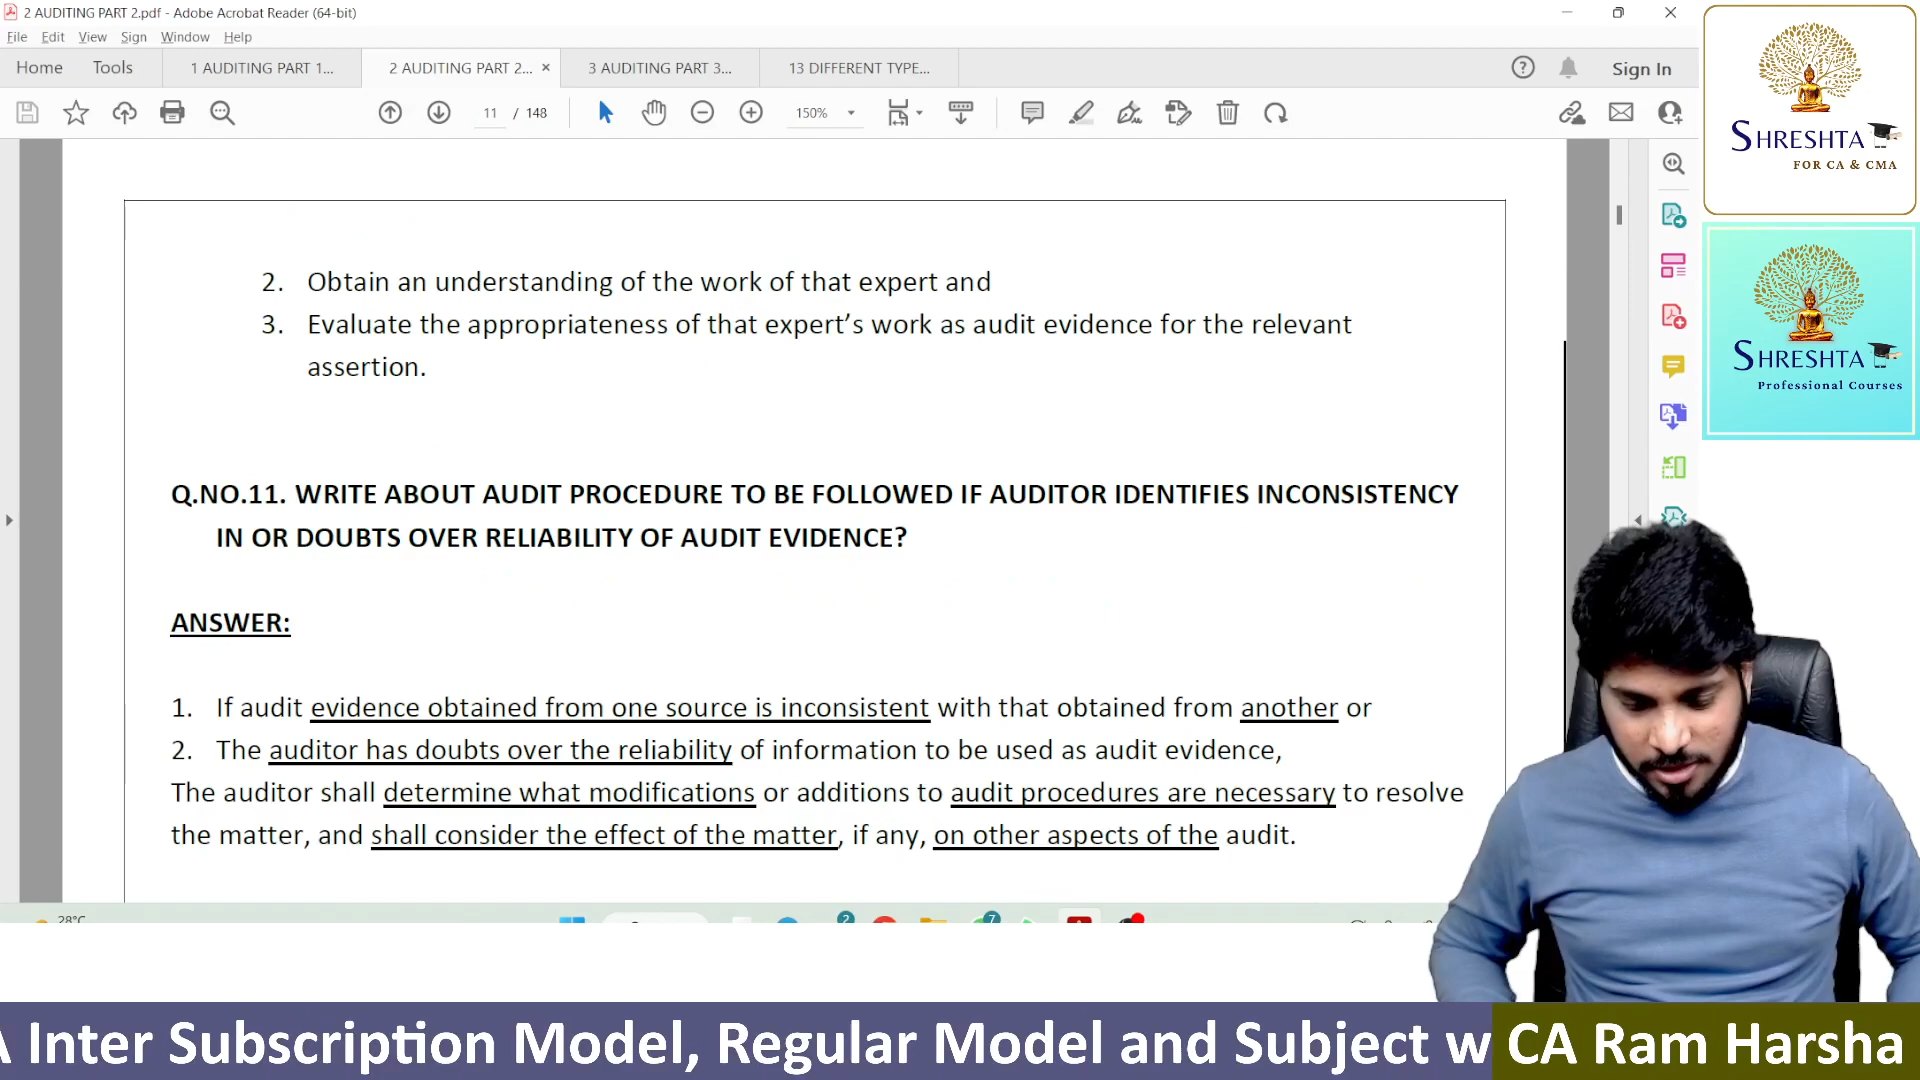 2 AUDITING PART 2.pdf - Adobe Acrobat Reader (64-bit)
File Edit View Sign Window Help
Home Tools 1 AUDITING PART 1... 2 AUDITING PART 2... × 3 AUDITING PART 3... 13 DIFFERENT TYPE... Sign In
11 / 148 150%
2. Obtain an understanding of the work of that expert and
3. Evaluate the appropriateness of that expert’s work as audit evidence for the relevant
assertion.
Q.NO.11. WRITE ABOUT AUDIT PROCEDURE TO BE FOLLOWED IF AUDITOR IDENTIFIES INCONSISTENCY
IN OR DOUBTS OVER RELIABILITY OF AUDIT EVIDENCE?
ANSWER:
1. If audit evidence obtained from one source is inconsistent with that obtained from another or
2. The auditor has doubts over the reliability of information to be used as audit evidence,
The auditor shall determine what modifications or additions to audit procedures are necessary to resolve
the matter, and shall consider the effect of the matter, if any, on other aspects of the audit.
28°C 2 7
SHRESHTA
FOR CA & CMA
SHRESHTA
Professional Courses
A Inter Subscription Model, Regular Model and Subject w
CA Ram Harsha